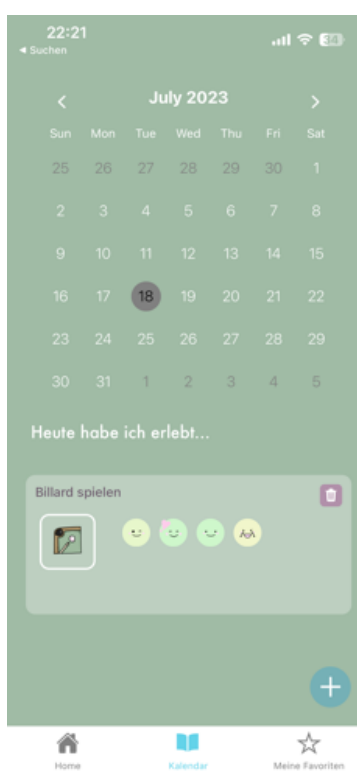 22:21
34
◀ Suchen
July 2023
Sun Mon Tue Wed Thu Fri Sat
25 26 27 28 29 30 1
2 3 4 5 6 7 8
9 10 11 12 13 14 15
16 17 18 19 20 21 22
23 24 25 26 27 28 29
30 31 1 2 3 4 5
Heute habe ich erlebt...
Billard spielen
Home Kalendar Meine Favoriten